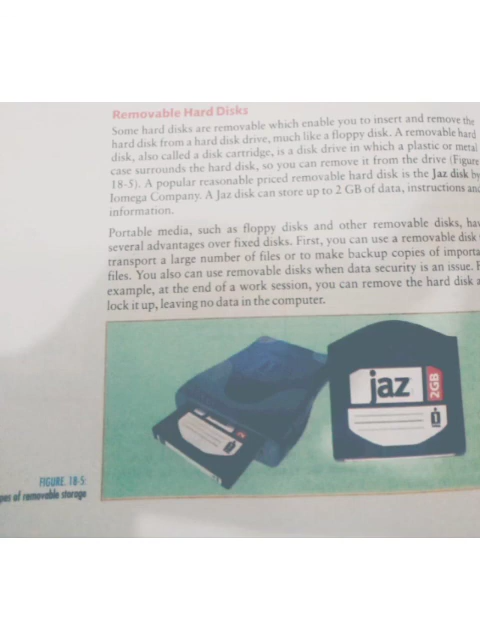 Removable Hard Disks
Some hard disks are removable which enable you to insert and remove the
hard disk from a hard disk drive, much like a floppy disk. A removable hard
disk, also called a disk cartridge, is a disk drive in which a plastic or metal
case surrounds the hard disk, so you can remove it from the drive (Figure
18-5). A popular reasonable priced removable hard disk is the Jaz disk by
Iomega Company. A Jaz disk can store up to 2 GB of data, instructions and
information.
Portable media, such as floppy disks and other removable disks, hav
several advantages over fixed disks. First, you can use a removable disk
transport a large number of files or to make backup copies of importa
files. You also can use removable disks when data security is an issue. F
example, at the end of a work session, you can remove the hard disk a
lock it up, leaving no data in the computer.
jaz
2GB
FIGURE. 18-5:
pes of removable storage